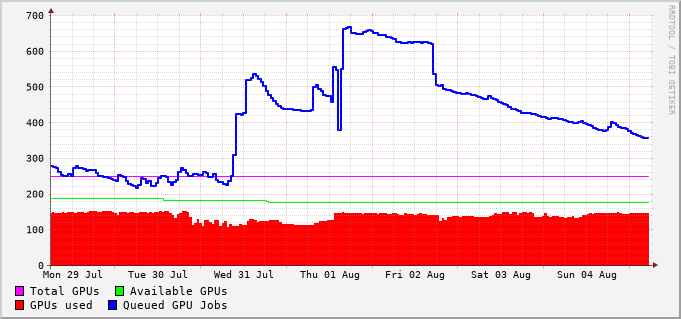 700
600
500
400
300
200
100
0
Mon 29 Jul Tue 30 Jul Wed 31 Jul Thu 01 Aug Fri 02 Aug Sat 03 Aug Sun 04 Aug
Total GPUs Available GPUs
GPUs used Queued GPU Jobs
RRDTOOL / TOBI OETIKER